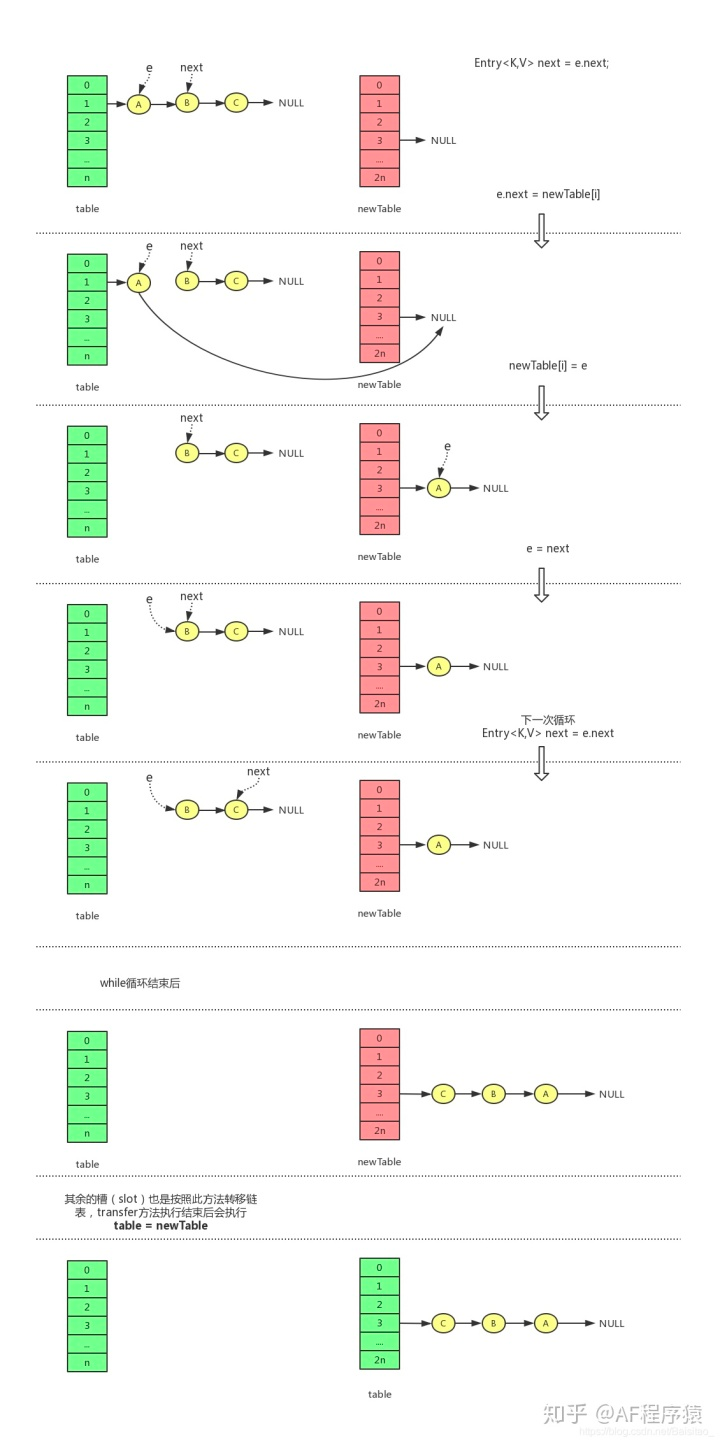 Entry<K,V> next = e.next;
e
next
0
1
2
3
...
n
A
B
C
NULL
table
0
1
2
3
....
2n
NULL
newTable
e.next = newTable[i]
e
next
0
1
2
3
...
n
A
B
C
NULL
table
0
1
2
3
....
2n
NULL
newTable
newTable[i] = e
next
0
1
2
3
...
n
B
C
NULL
table
e
0
1
2
3
....
2n
A
NULL
newTable
e = next
e
next
0
1
2
3
...
n
B
C
NULL
table
0
1
2
3
....
2n
A
NULL
newTable
下一次循环
Entry<K,V> next = e.next
e
next
0
1
2
3
...
n
B
C
NULL
table
0
1
2
3
....
2n
A
NULL
newTable
while循环结束后
0
1
2
3
...
n
table
0
1
2
3
....
2n
C
B
A
NULL
newTable
其余的槽（slot）也是按照此方法转移链
表，transfer方法执行结束后会执行
table = newTable
0
1
2
3
...
n
0
1
2
3
....
2n
C
B
A
NULL
table
知乎 @AF程序猿